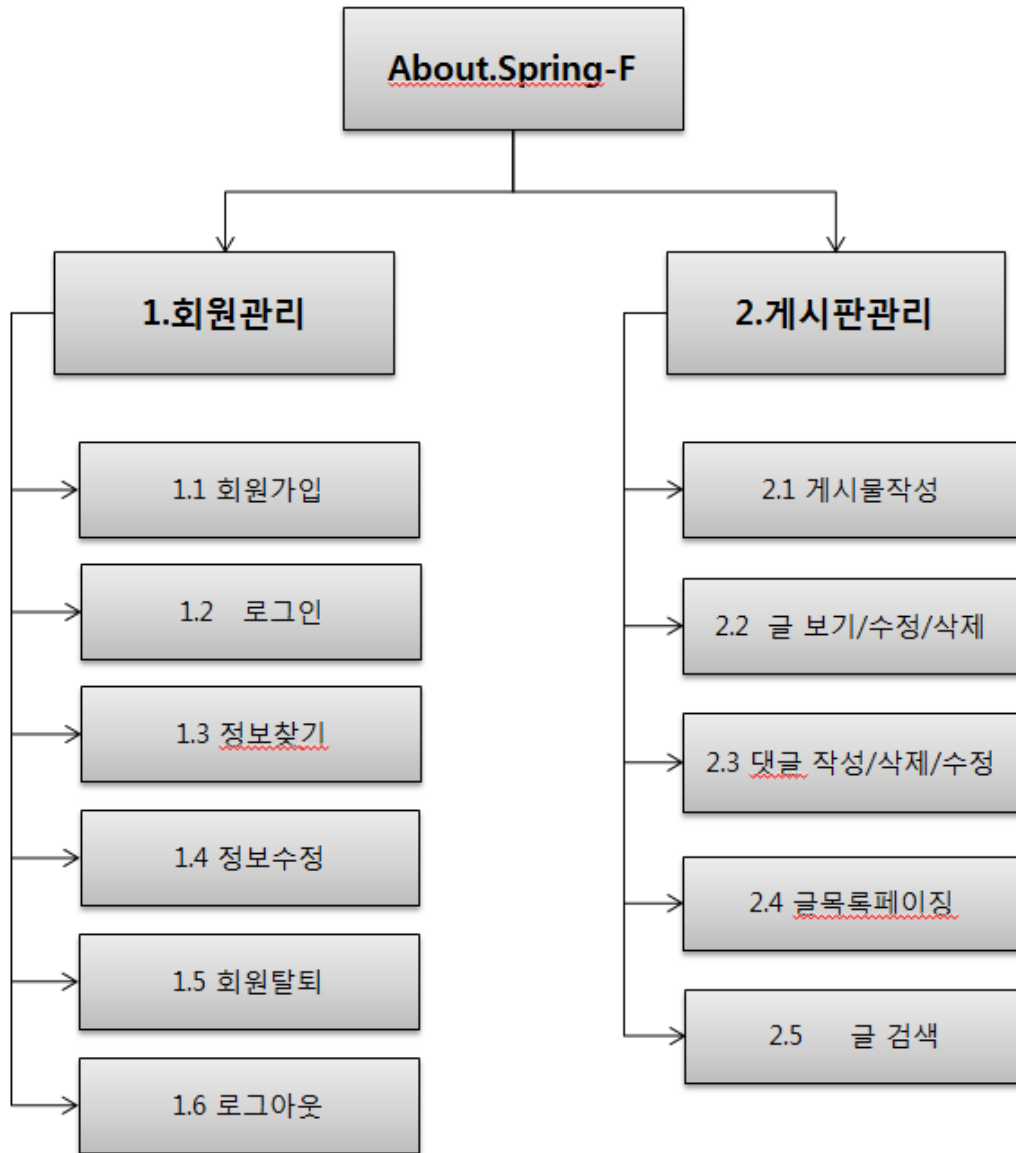 About.Spring-F
1.회원관리
1.1 회원가입
1.2 로그인
1.3 정보찾기
1.4 정보수정
1.5 회원탈퇴
1.6 로그아웃
2.게시판관리
2.1 게시물작성
2.2 글 보기/수정/삭제
2.3 댓글 작성/삭제/수정
2.4 글목록페이징
2.5 글 검색